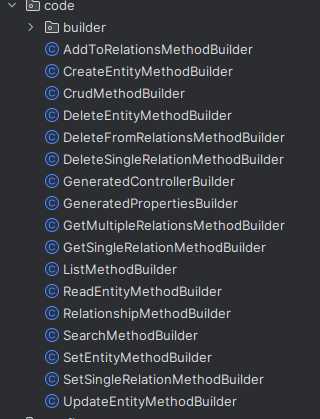 code
builder
AddToRelationsMethodBuilder
CreateEntityMethodBuilder
CrudMethodBuilder
DeleteEntityMethodBuilder
DeleteFromRelationsMethodBuilder
DeleteSingleRelationMethodBuilder
GeneratedControllerBuilder
GeneratedPropertiesBuilder
GetMultipleRelationsMethodBuilder
GetSingleRelationMethodBuilder
ListMethodBuilder
ReadEntityMethodBuilder
RelationshipMethodBuilder
SearchMethodBuilder
SetEntityMethodBuilder
SetSingleRelationMethodBuilder
UpdateEntityMethodBuilder